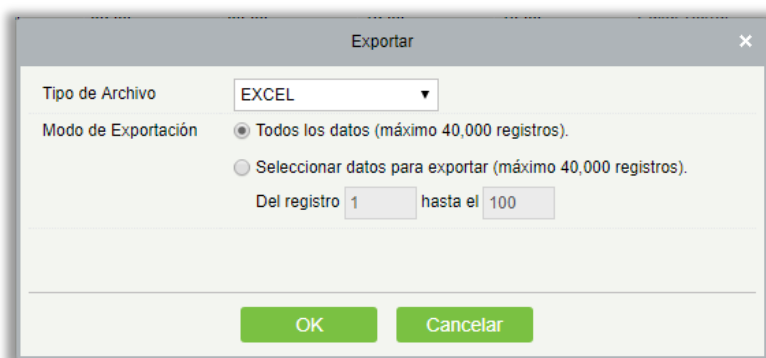 Exportar
Tipo de Archivo EXCEL
Modo de Exportación Todos los datos (máximo 40,000 registros).
Seleccionar datos para exportar (máximo 40,000 registros).
Del registro 1 hasta el 100
OK Cancelar